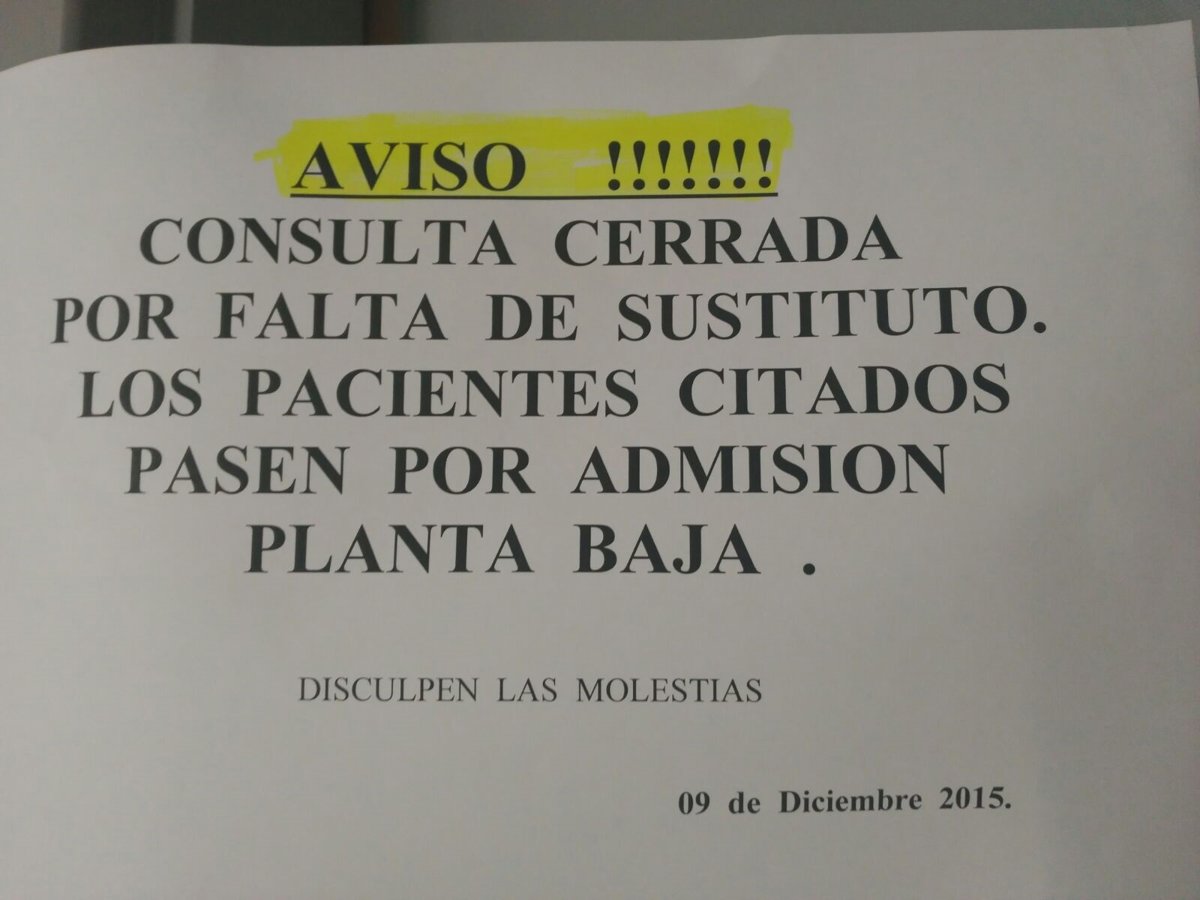 AVISO !!!!!!!
CONSULTA CERRADA
POR FALTA DE SUSTITUTO.
LOS PACIENTES CITADOS
PASEN POR ADMISION
PLANTA BAJA .
DISCULPEN LAS MOLESTIAS
09 de Diciembre 2015.